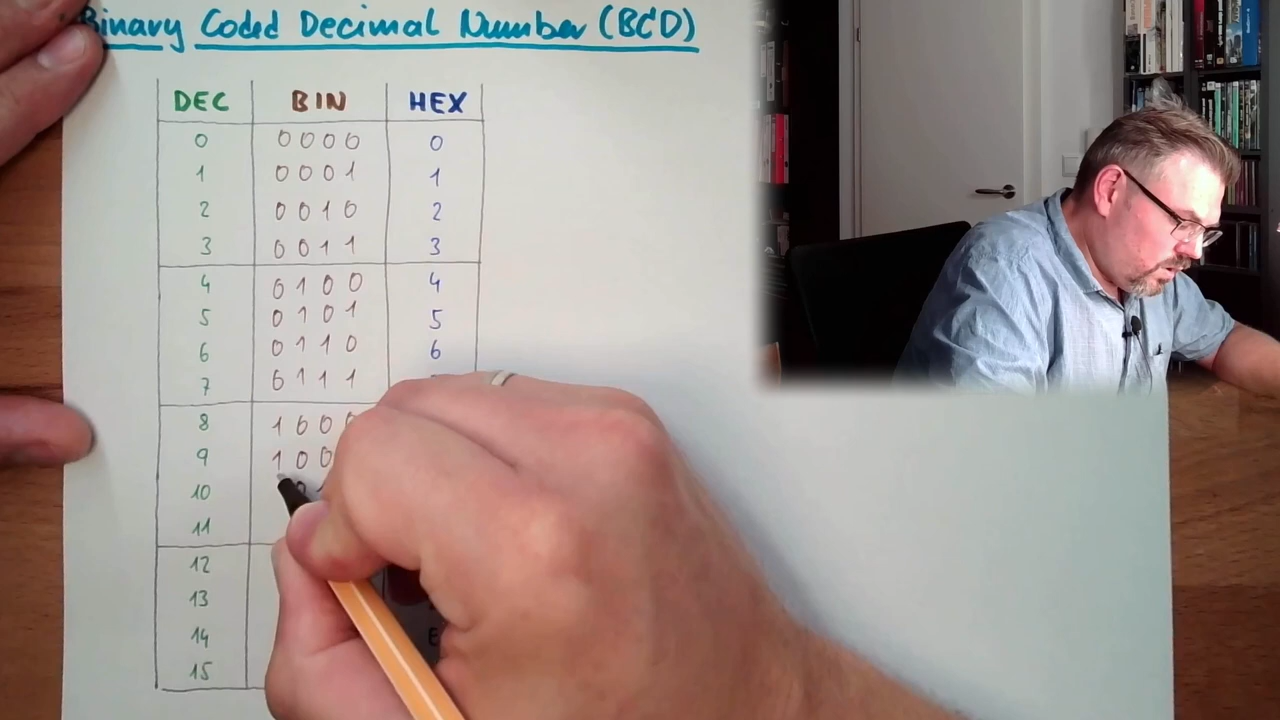 Binary Coded Decimal Number (BCD)
DEC BIN HEX
0 0000 0
1 0001 1
2 0010 2
3 0011 3
4 0100 4
5 0101 5
6 0110 6
7 0111
8 1000
9 100
10
11
12
13
14 E
15